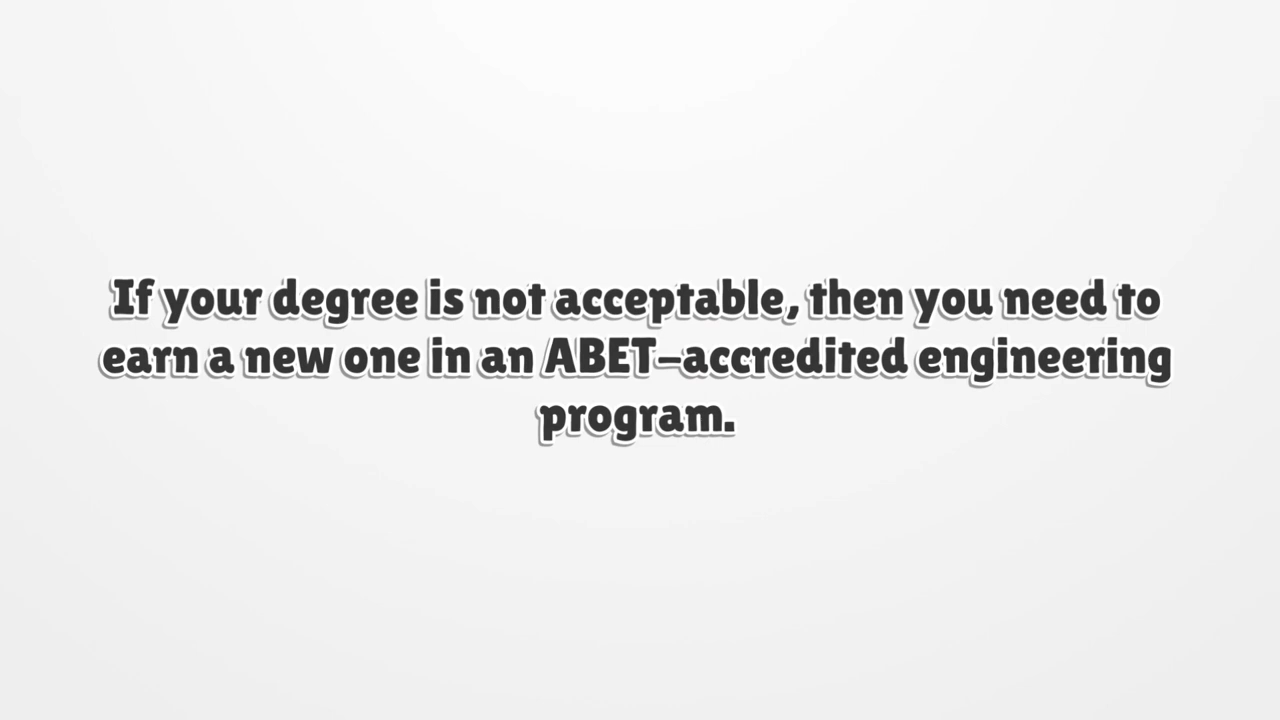 If your degree is not acceptable, then you need to
earn a new one in an ABET-accredited engineering
program.